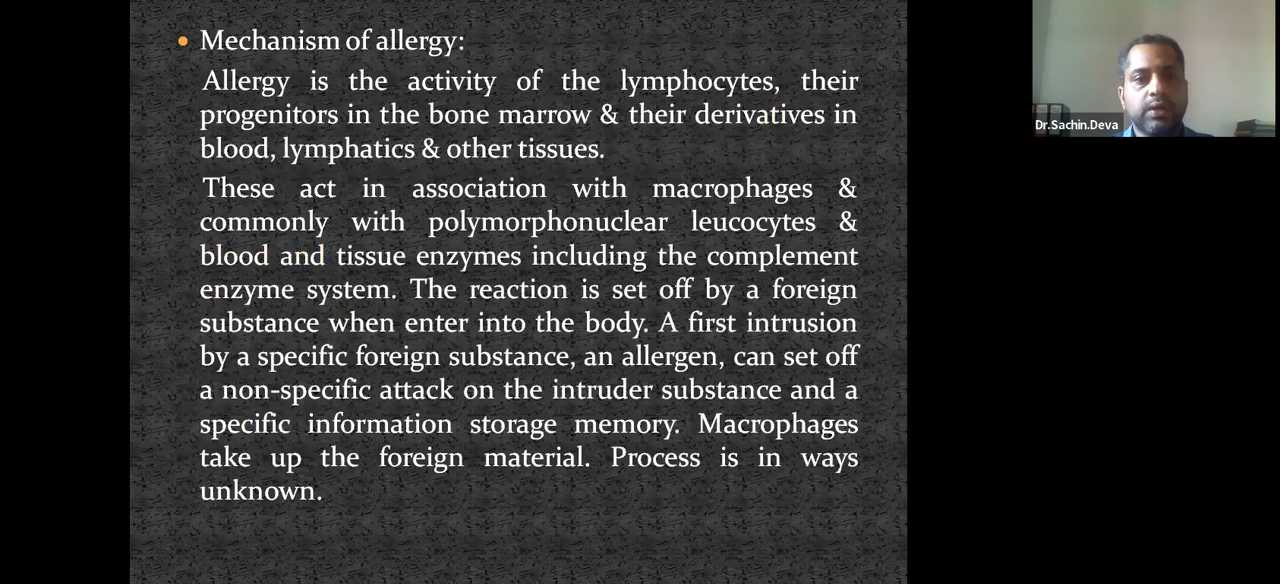 Mechanism of allergy:
Allergy is the activity of the lymphocytes, their
progenitors in the bone marrow & their derivatives in
blood, lymphatics & other tissues.
These act in association with macrophages &
commonly with polymorphonuclear leucocytes &
blood and tissue enzymes including the complement
enzyme system. The reaction is set off by a foreign
substance when enter into the body. A first intrusion
by a specific foreign substance, an allergen, can set off
a non-specific attack on the intruder substance and a
specific information storage memory. Macrophages
take up the foreign material. Process is in ways
unknown.
Dr.Sachin.Deva